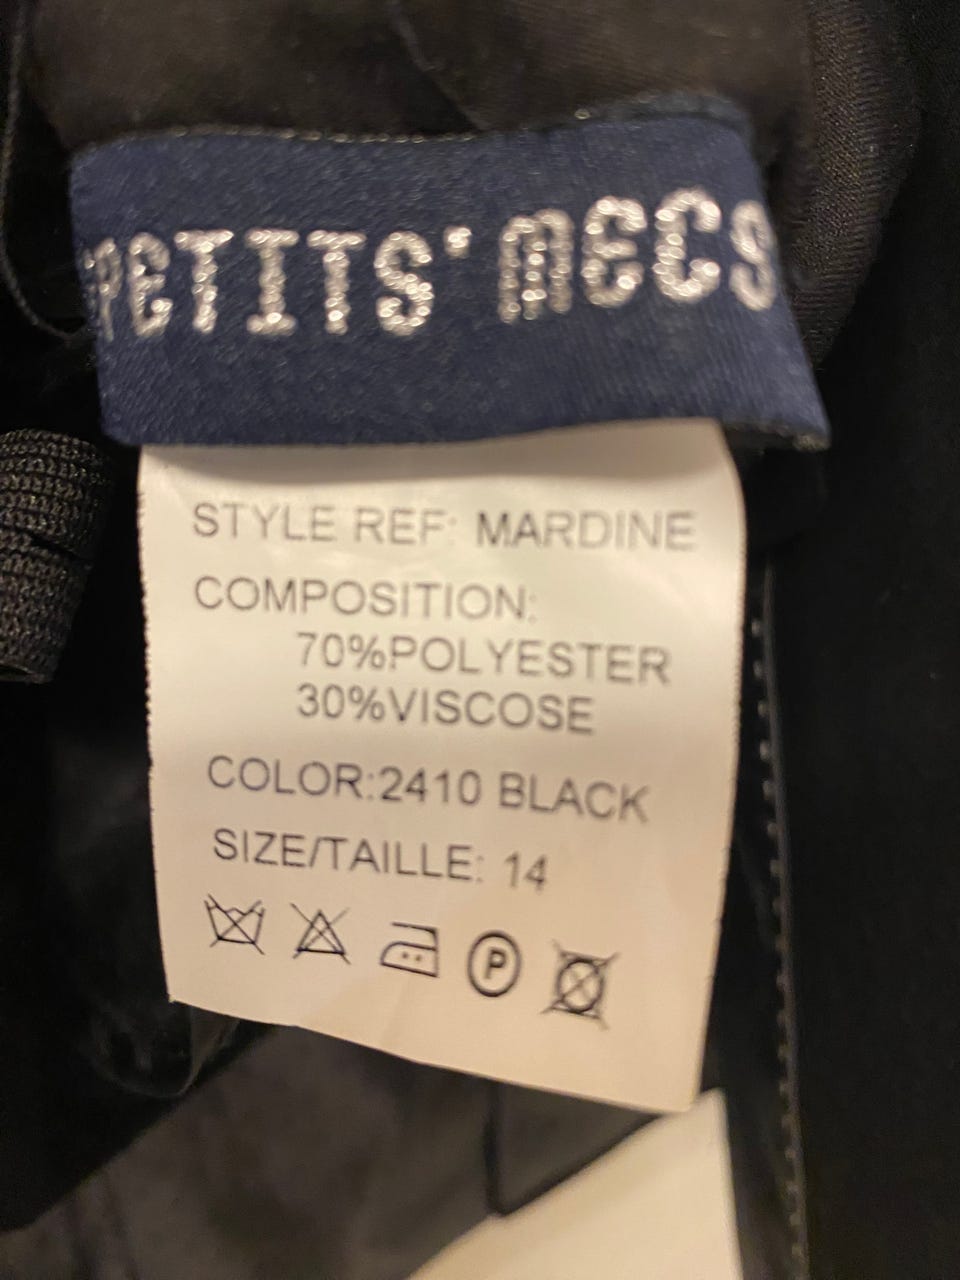 PETITS' MECS
STYLE REF: MARDINE
COMPOSITION:
70%POLYESTER
30%VISCOSE
COLOR:2410 BLACK
SIZE/TAILLE: 14
P